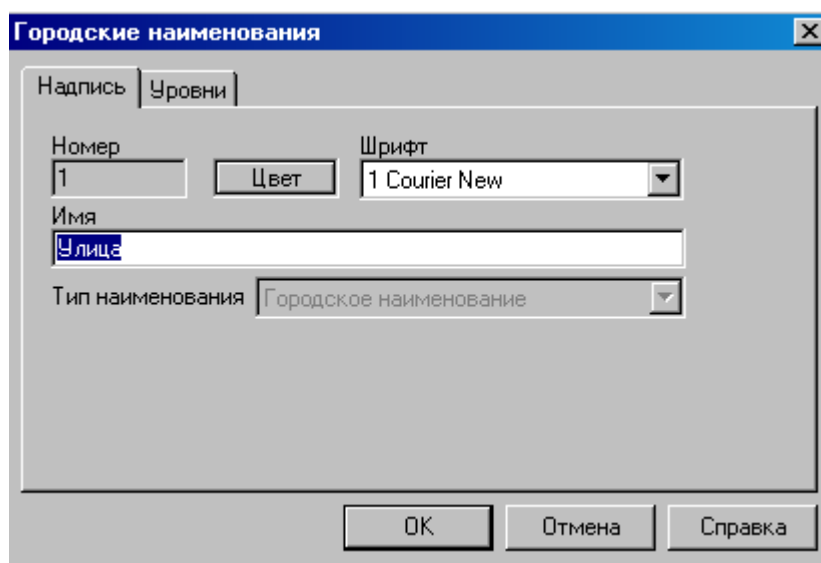 Городские наименования
Надпись Уровни
Номер Шрифт
1 Цвет 1 Courier New
Имя
Улица
Тип наименования Городское наименование
OK Отмена Справка